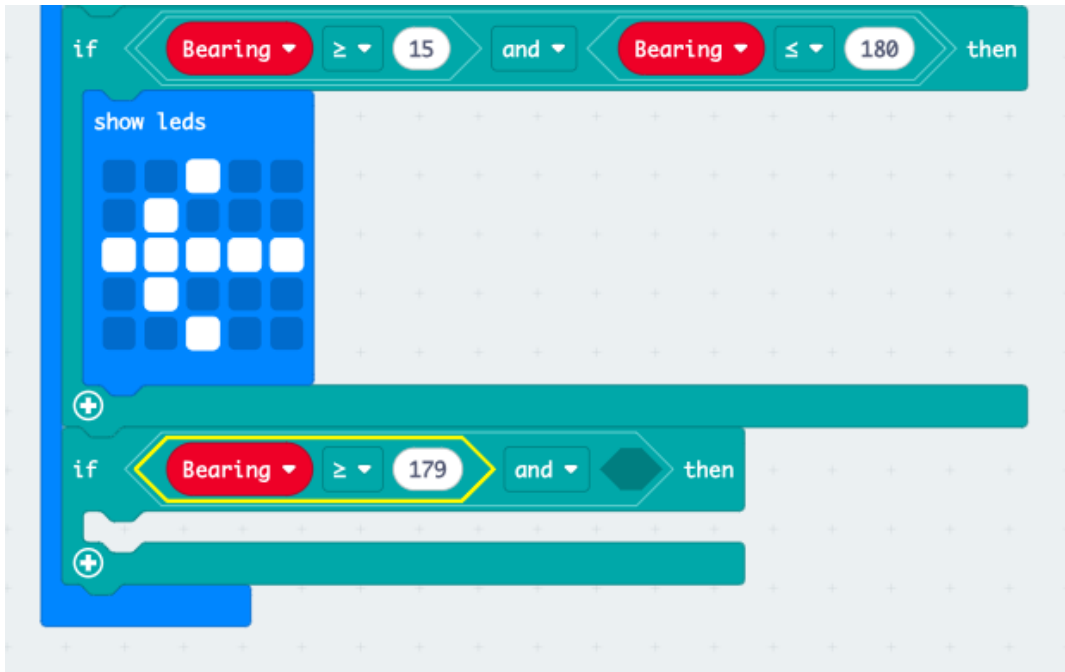 if Bearing ≥ 15 and Bearing ≤ 180 then
show leds
if Bearing ≥ 179 and then